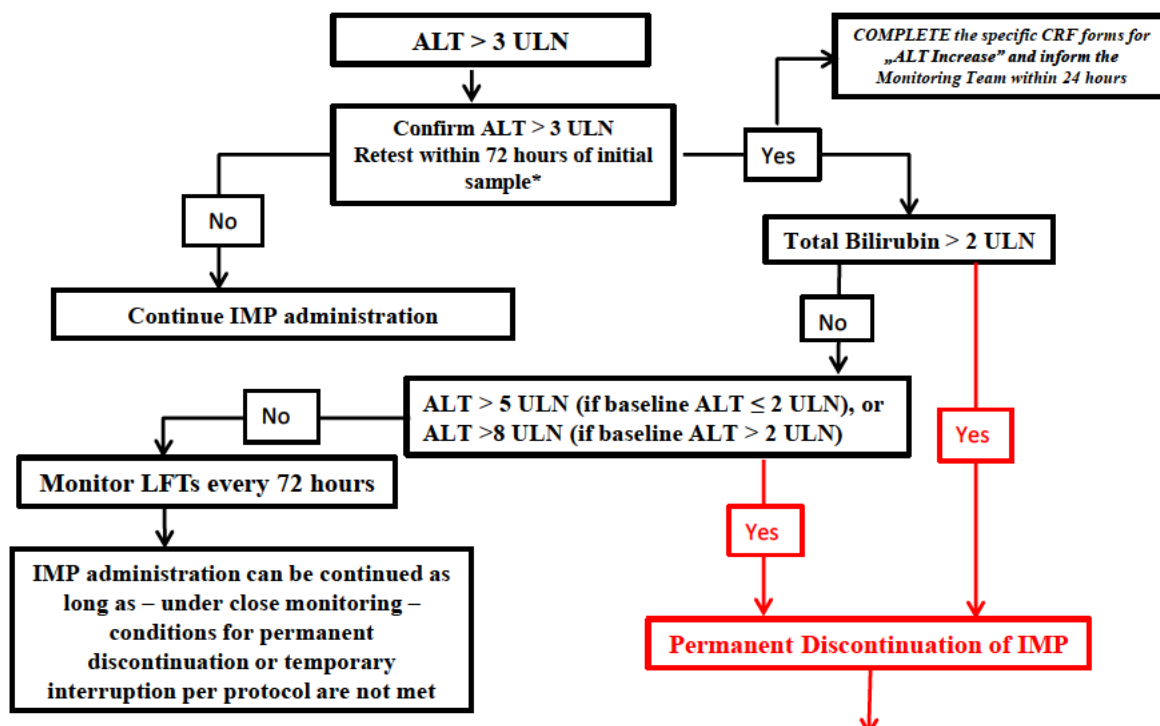 ALT > 3 ULN
COMPLETE the specific CRF forms for
„ALT Increase” and inform the
Monitoring Team within 24 hours
Confirm ALT > 3 ULN
Retest within 72 hours of initial
sample*
Yes
No
Total Bilirubin > 2 ULN
Continue IMP administration
No
ALT > 5 ULN (if baseline ALT ≤ 2 ULN), or
ALT >8 ULN (if baseline ALT > 2 ULN)
No
Yes
Monitor LFTs every 72 hours
Yes
IMP administration can be continued as
long as – under close monitoring –
conditions for permanent
discontinuation or temporary
interruption per protocol are not met
Permanent Discontinuation of IMP